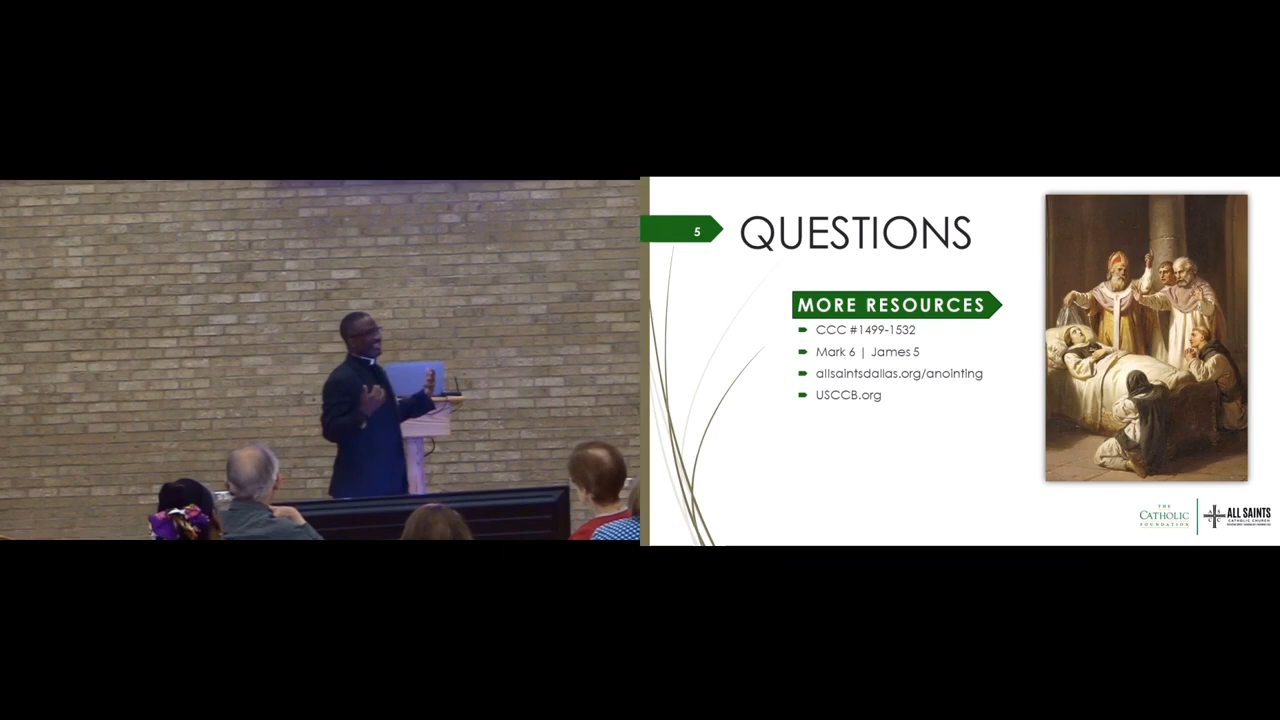 5
QUESTIONS
MORE RESOURCES
CCC #1499-1532
Mark 6 | James 5
allsaintsdallas.org/anointing
USCCB.org
THE
CATHOLIC
FOUNDATION
ALL SAINTS
CATHOLIC CHURCH